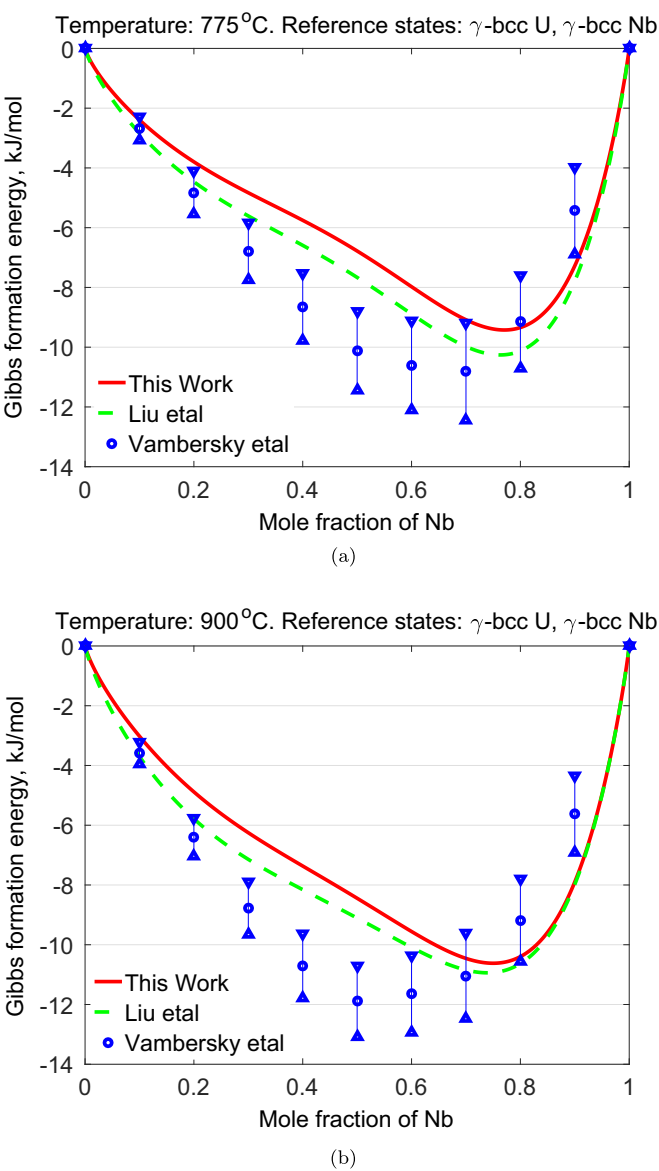 Temperature: 775°C. Reference states: γ-bcc U, γ-bcc Nb
0
-2
-4
-6
-8
-10
-12
-14
Gibbs formation energy, kJ/mol
This Work
Liu etal
Vambersky etal
0 0.2 0.4 0.6 0.8 1
Mole fraction of Nb
(a)
Temperature: 900°C. Reference states: γ-bcc U, γ-bcc Nb
0
-2
-4
-6
-8
-10
-12
-14
Gibbs formation energy, kJ/mol
This Work
Liu etal
Vambersky etal
0 0.2 0.4 0.6 0.8 1
Mole fraction of Nb
(b)